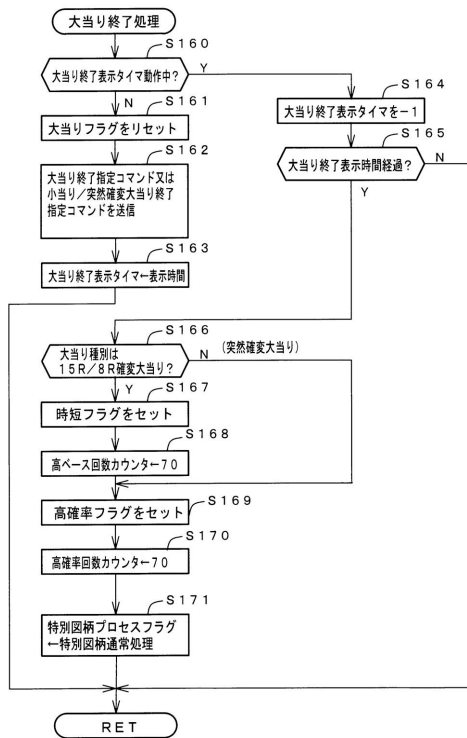 大当り終了処理
S160
大当り終了表示タイマ動作中?
Y
N
S161
大当りフラグをリセット
S162
大当り終了指定コマンド又は
小当り/突然確変大当り終了
指定コマンドを送信
S163
大当り終了表示タイマ←表示時間
S164
大当り終了表示タイマを-1
S165
大当り終了表示時間経過?
N
Y
S166
大当り種別は
15R/8R確変大当り?
N
(突然確変大当り)
Y
S167
時短フラグをセット
S168
高ベース回数カウンタ←70
S169
高確率フラグをセット
S170
高確率回数カウンタ←70
S171
特別図柄プロセスフラグ
←特別図柄通常処理
RET